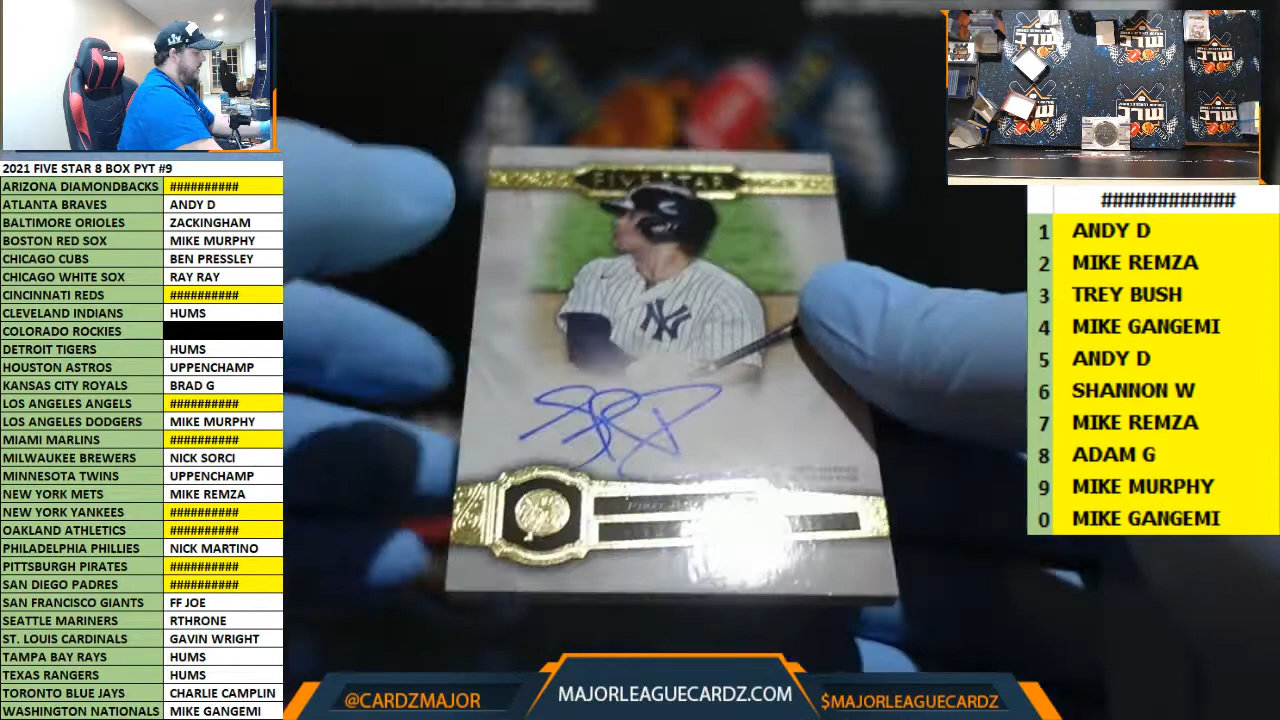 2021 FIVE STAR 8 BOX PYT #9
ARIZONA DIAMONDBACKS ##########
ATLANTA BRAVES ANDY D
BALTIMORE ORIOLES ZACKINGHAM
BOSTON RED SOX MIKE MURPHY
CHICAGO CUBS BEN PRESSLEY
CHICAGO WHITE SOX RAY RAY
CINCINNATI REDS ##########
CLEVELAND INDIANS HUMS
COLORADO ROCKIES
DETROIT TIGERS HUMS
HOUSTON ASTROS UPPENCHAMP
KANSAS CITY ROYALS BRAD G
LOS ANGELES ANGELS ##########
LOS ANGELES DODGERS MIKE MURPHY
MIAMI MARLINS ##########
MILWAUKEE BREWERS NICK SORCI
MINNESOTA TWINS UPPENCHAMP
NEW YORK METS MIKE REMZA
NEW YORK YANKEES ##########
OAKLAND ATHLETICS ##########
PHILADELPHIA PHILLIES NICK MARTINO
PITTSBURGH PIRATES ##########
SAN DIEGO PADRES ##########
SAN FRANCISCO GIANTS FF JOE
SEATTLE MARINERS RTHRONE
ST. LOUIS CARDINALS GAVIN WRIGHT
TAMPA BAY RAYS HUMS
TEXAS RANGERS HUMS
TORONTO BLUE JAYS CHARLIE CAMPLIN
WASHINGTON NATIONALS MIKE GANGEMI
FIVE STAR
NY
@CARDZMAJOR
MAJORLEAGUECARDZ.COM
$MAJORLEAGUECARDZ
############
1 ANDY D
2 MIKE REMZA
3 TREY BUSH
4 MIKE GANGEMI
5 ANDY D
6 SHANNON W
7 MIKE REMZA
8 ADAM G
9 MIKE MURPHY
0 MIKE GANGEMI